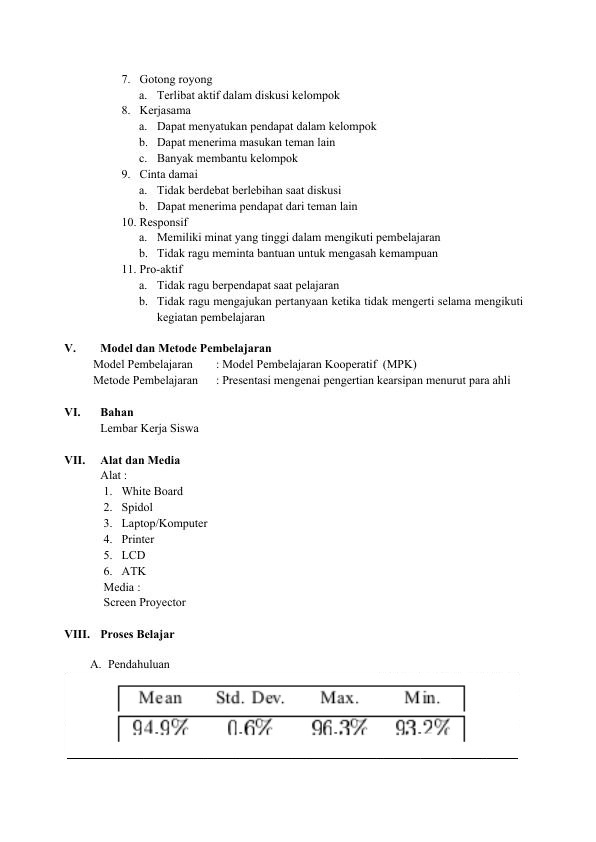 7. Gotong royong
a. Terlibat aktif dalam diskusi kelompok
8. Kerjasama
a. Dapat menyatukan pendapat dalam kelompok
b. Dapat menerima masukan teman lain
c. Banyak membantu kelompok
9. Cinta damai
a. Tidak berdebat berlebihan saat diskusi
b. Dapat menerima pendapat dari teman lain
10. Responsif
a. Memiliki minat yang tinggi dalam mengikuti pembelajaran
b. Tidak ragu meminta bantuan untuk mengasah kemampuan
11. Pro-aktif
a. Tidak ragu berpendapat saat pelajaran
b. Tidak ragu mengajukan pertanyaan ketika tidak mengerti selama mengikuti
kegiatan pembelajaran
V. Model dan Metode Pembelajaran
Model Pembelajaran : Model Pembelajaran Kooperatif (MPK)
Metode Pembelajaran : Presentasi mengenai pengertian kearsipan menurut para ahli
VI. Bahan
Lembar Kerja Siswa
VII. Alat dan Media
Alat :
1. White Board
2. Spidol
3. Laptop/Komputer
4. Printer
5. LCD
6. ATK
Media :
Screen Proyector
VIII. Proses Belajar
A. Pendahuluan
Mean Std. Dev. Max. Min.
94.9% 0.6% 96.3% 93.2%